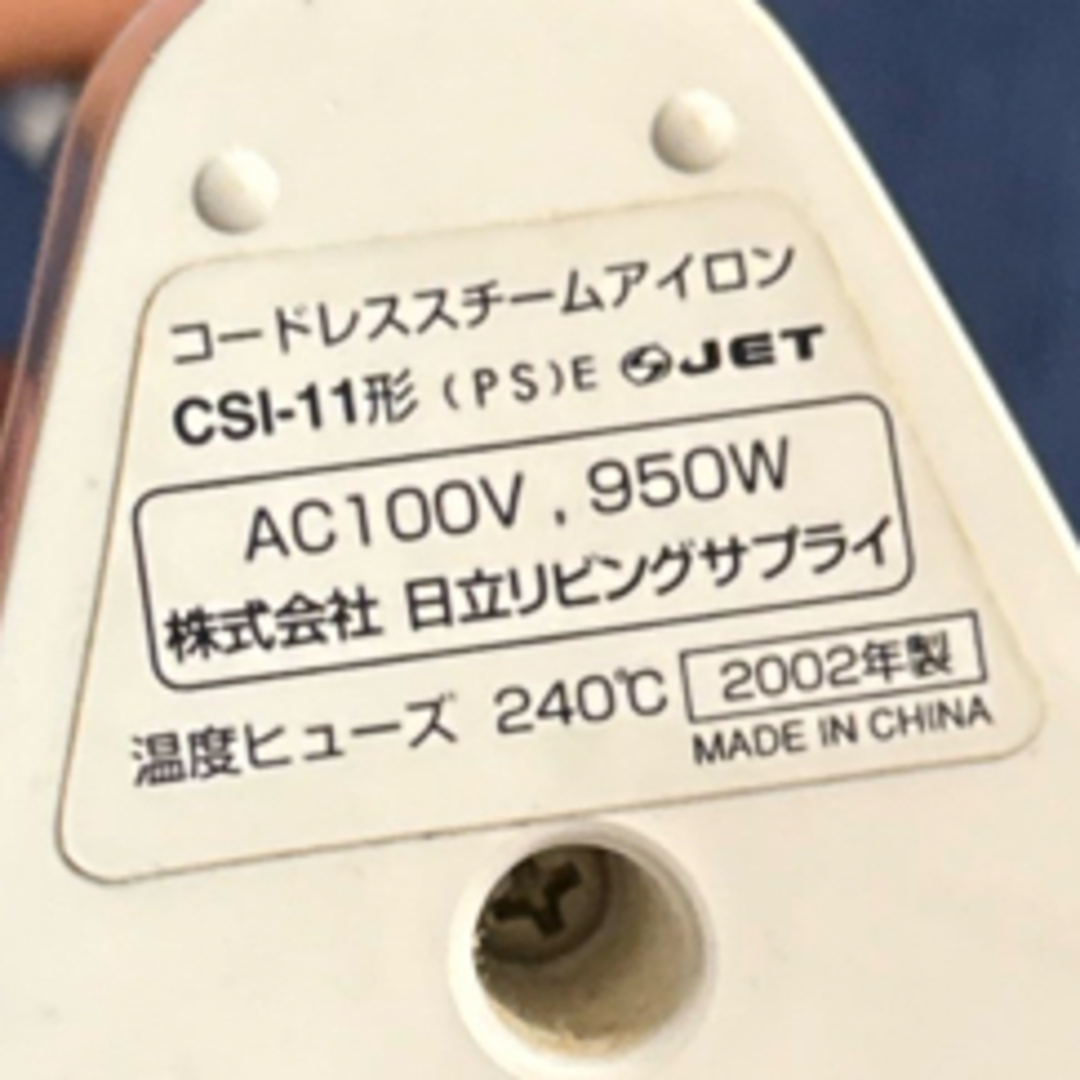 コードレススチームアイロン
CSI-11形 (PS)E JET
AC100V , 950W
株式会社 日立リビングサプライ
温度ヒューズ 240℃ 2002年製
MADE IN CHINA